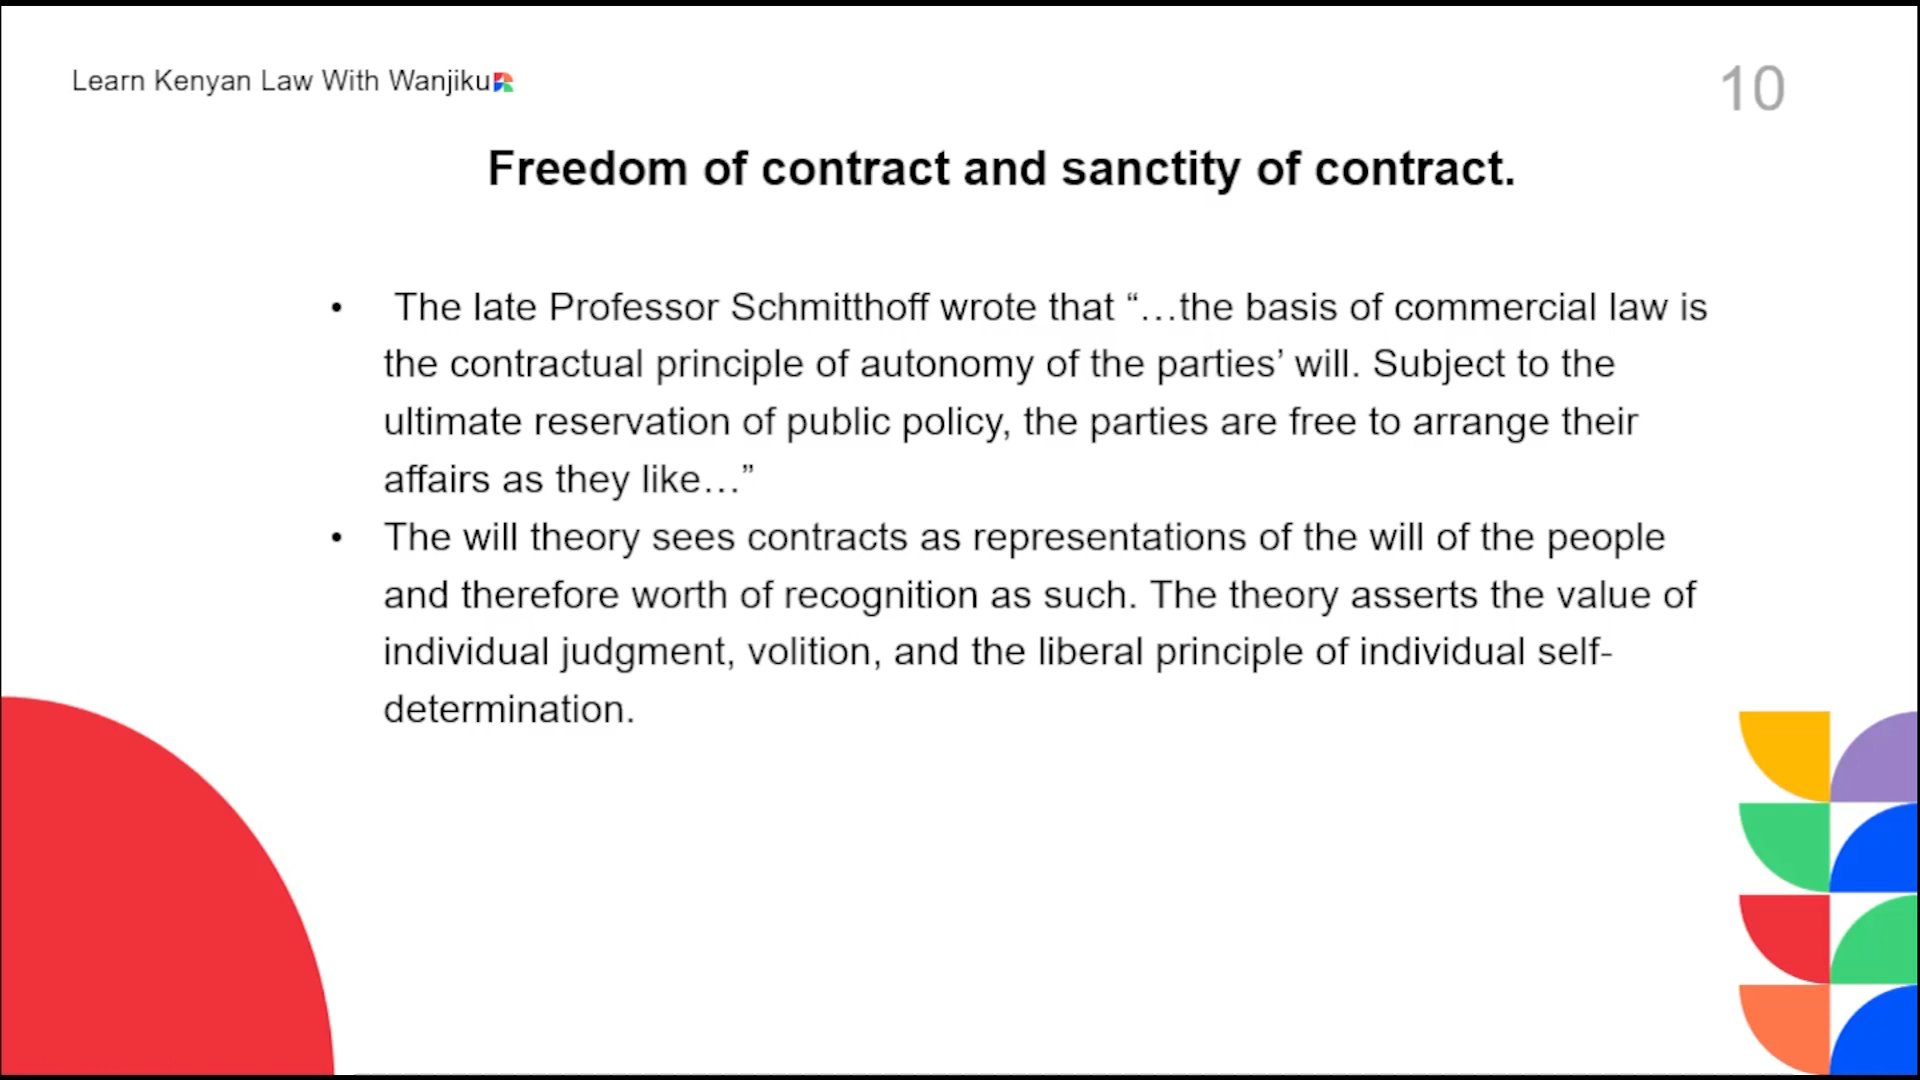 Learn Kenyan Law With Wanjiku
10
Freedom of contract and sanctity of contract.
• The late Professor Schmitthoff wrote that “…the basis of commercial law is
the contractual principle of autonomy of the parties’ will. Subject to the
ultimate reservation of public policy, the parties are free to arrange their
affairs as they like…”
• The will theory sees contracts as representations of the will of the people
and therefore worth of recognition as such. The theory asserts the value of
individual judgment, volition, and the liberal principle of individual self-
determination.